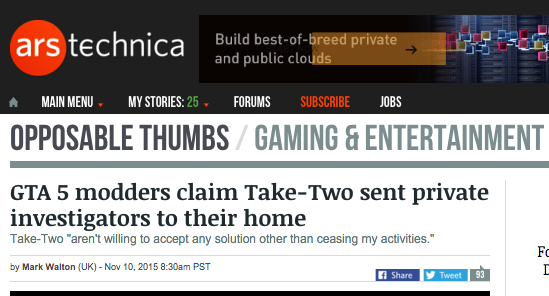 ars technica
Build best-of-breed private
and public clouds
MAIN MENU MY STORIES: 25 FORUMS SUBSCRIBE JOBS
OPPOSABLE THUMBS / GAMING & ENTERTAINMENT
GTA 5 modders claim Take-Two sent private
investigators to their home
Take-Two "aren't willing to accept any solution other than ceasing my activities."
by Mark Walton (UK) - Nov 10, 2015 8:30am PST
Share Tweet 93